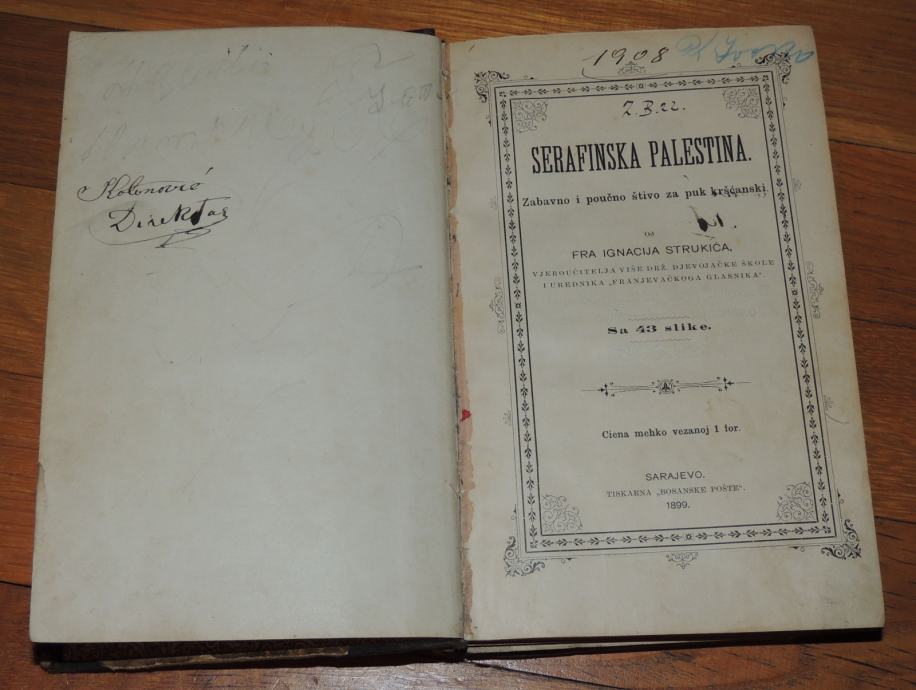 Direktor
1908
Z.B.22.
SERAFINSKA PALESTINA.
Zabavno i poučno štivo za puk kršćanski
OD
FRA IGNACIJA STRUKIĆA,
VJEROUČITELJA VIŠE DRŽ. DJEVOJAČKE ŠKOLE
I UREDNIKA „FRANJEVAČKOGA GLASNIKA“.
Sa 43 slike.
Ciena mehko vezanoj 1 for.
SARAJEVO.
TISKARNA „BOSANSKE POŠTE“.
1899.